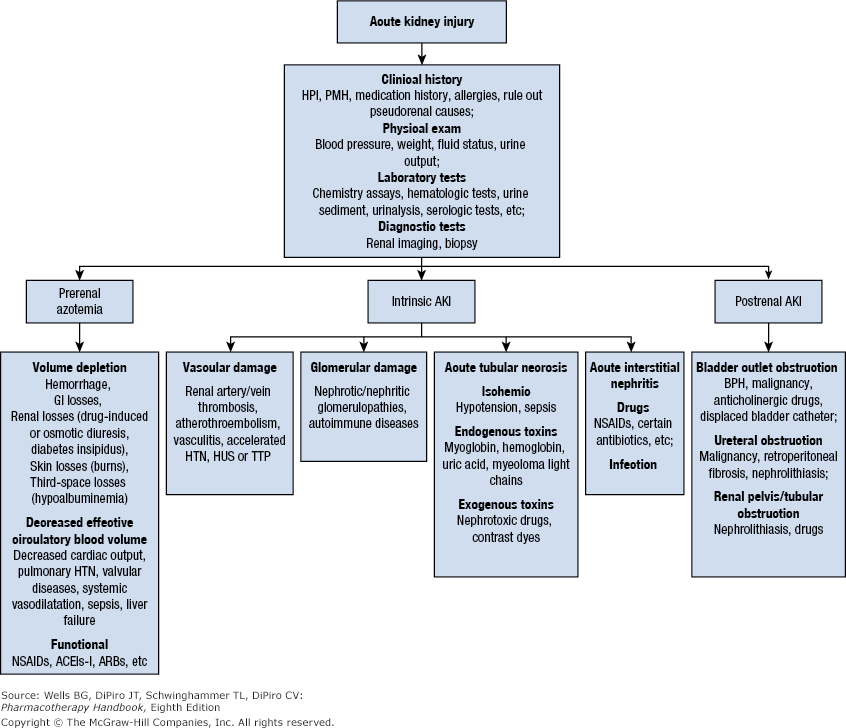 Aoute kidney injury
Clinioal history
HPI, PMH, medication history, allergies, rule out
pseudorenal causes;
Physical exam
Blood pressure, weight, fluid status, urine
output;
Laboratory tests
Chemistry assays, hematologic tests, urine
sediment, urinalysis, serologic tests, etc;
Diagnostic tests
Renal imaging, biopsy
Prerenal
azotemia
Intrinsic AKI
Postrenal AKI
Volume depletion
Hemorrhage,
GI losses,
Renal losses (drug-induced
or osmotic diuresis,
diabetes insipidus),
Skin losses (burns),
Third-space losses
(hypoalbuminemia)
Decreased effective
oirculatory blood volume
Decreased cardiac output,
pulmonary HTN, valvular
diseases, systemic
vasodilatation, sepsis, liver
failure
Functional
NSAIDs, ACEIs-I, ARBs, etc
Vasoular damage
Renal artery/vein
thrombosis,
atherothroembolism,
vasculitis, accelerated
HTN, HUS or TTP
Glomerular damage
Nephrotic/nephritic
glomerulopathies,
autoimmune diseases
Aoute tubular neorosis
Ischemio
Hypotension, sepsis
Endogenous toxins
Myoglobin, hemoglobin,
uric acid, myeoloma light
chains
Exogenous toxins
Nephrotoxic drugs,
contrast dyes
Aoute interstitial
nephritis
Drugs
NSAIDs, certain
antibiotics, etc;
Infeotion
Bladder outlet obstruotion
BPH, malignancy,
anticholinergic drugs,
displaced bladder catheter;
Ureteral obstruotion
Malignancy, retroperitoneal
fibrosis, nephrolithiasis;
Renal pelvis/tubular
obstruotion
Nephrolithiasis, drugs
Source: Wells BG, DiPiro JT, Schwinghammer TL, DiPiro CV:
Pharmacotherapy Handbook, Eighth Edition
Copyright © The McGraw-Hill Companies, Inc. All rights reserved.